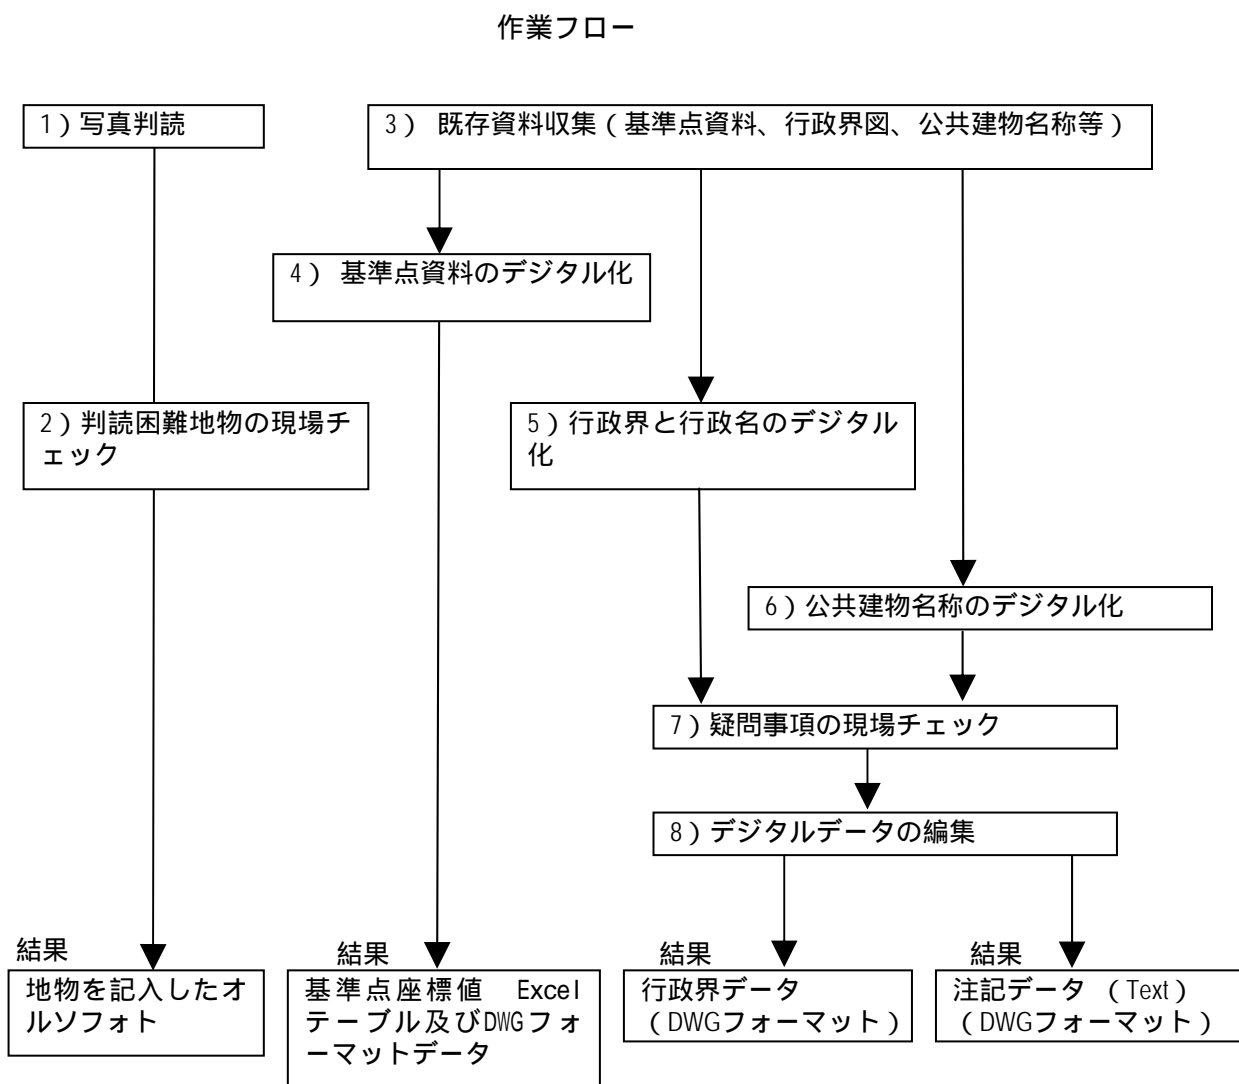 作業フロー
1）写真判読
3） 既存資料収集（基準点資料、行政界図、公共建物名称等）
4） 基準点資料のデジタル化
2）判読困難地物の現場チ
ェック
5）行政界と行政名のデジタル
化
6）公共建物名称のデジタル化
7）疑問事項の現場チェック
8）デジタルデータの編集
結果
地物を記入したオ
ルソフォト
結果
基準点座標値 Excel
テーブル及びDWGフォ
ーマットデータ
結果
行政界データ
（DWGフォーマット）
結果
注記データ （Text）
（DWGフォーマット）